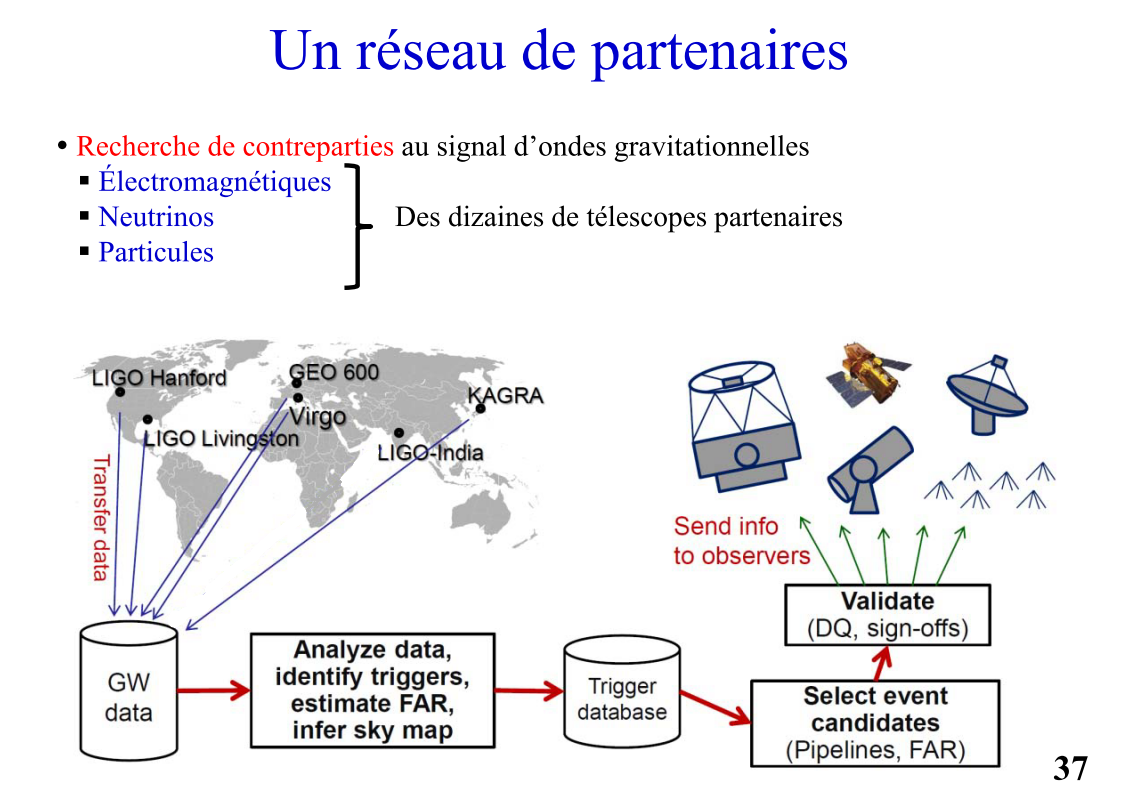 Un réseau de partenaires
• Recherche de contreparties au signal d’ondes gravitationnelles
▪ Électromagnétiques
▪ Neutrinos
Des dizaines de télescopes partenaires
▪ Particules
LIGO Hanford
GEO 600
KAGRA
Virgo
LIGO Livingston
LIGO-India
Transfer data
Send info
to observers
Validate
(DQ, sign-offs)
GW
data
Analyze data,
identify triggers,
estimate FAR,
infer sky map
Trigger
database
Select event
candidates
(Pipelines, FAR)
37